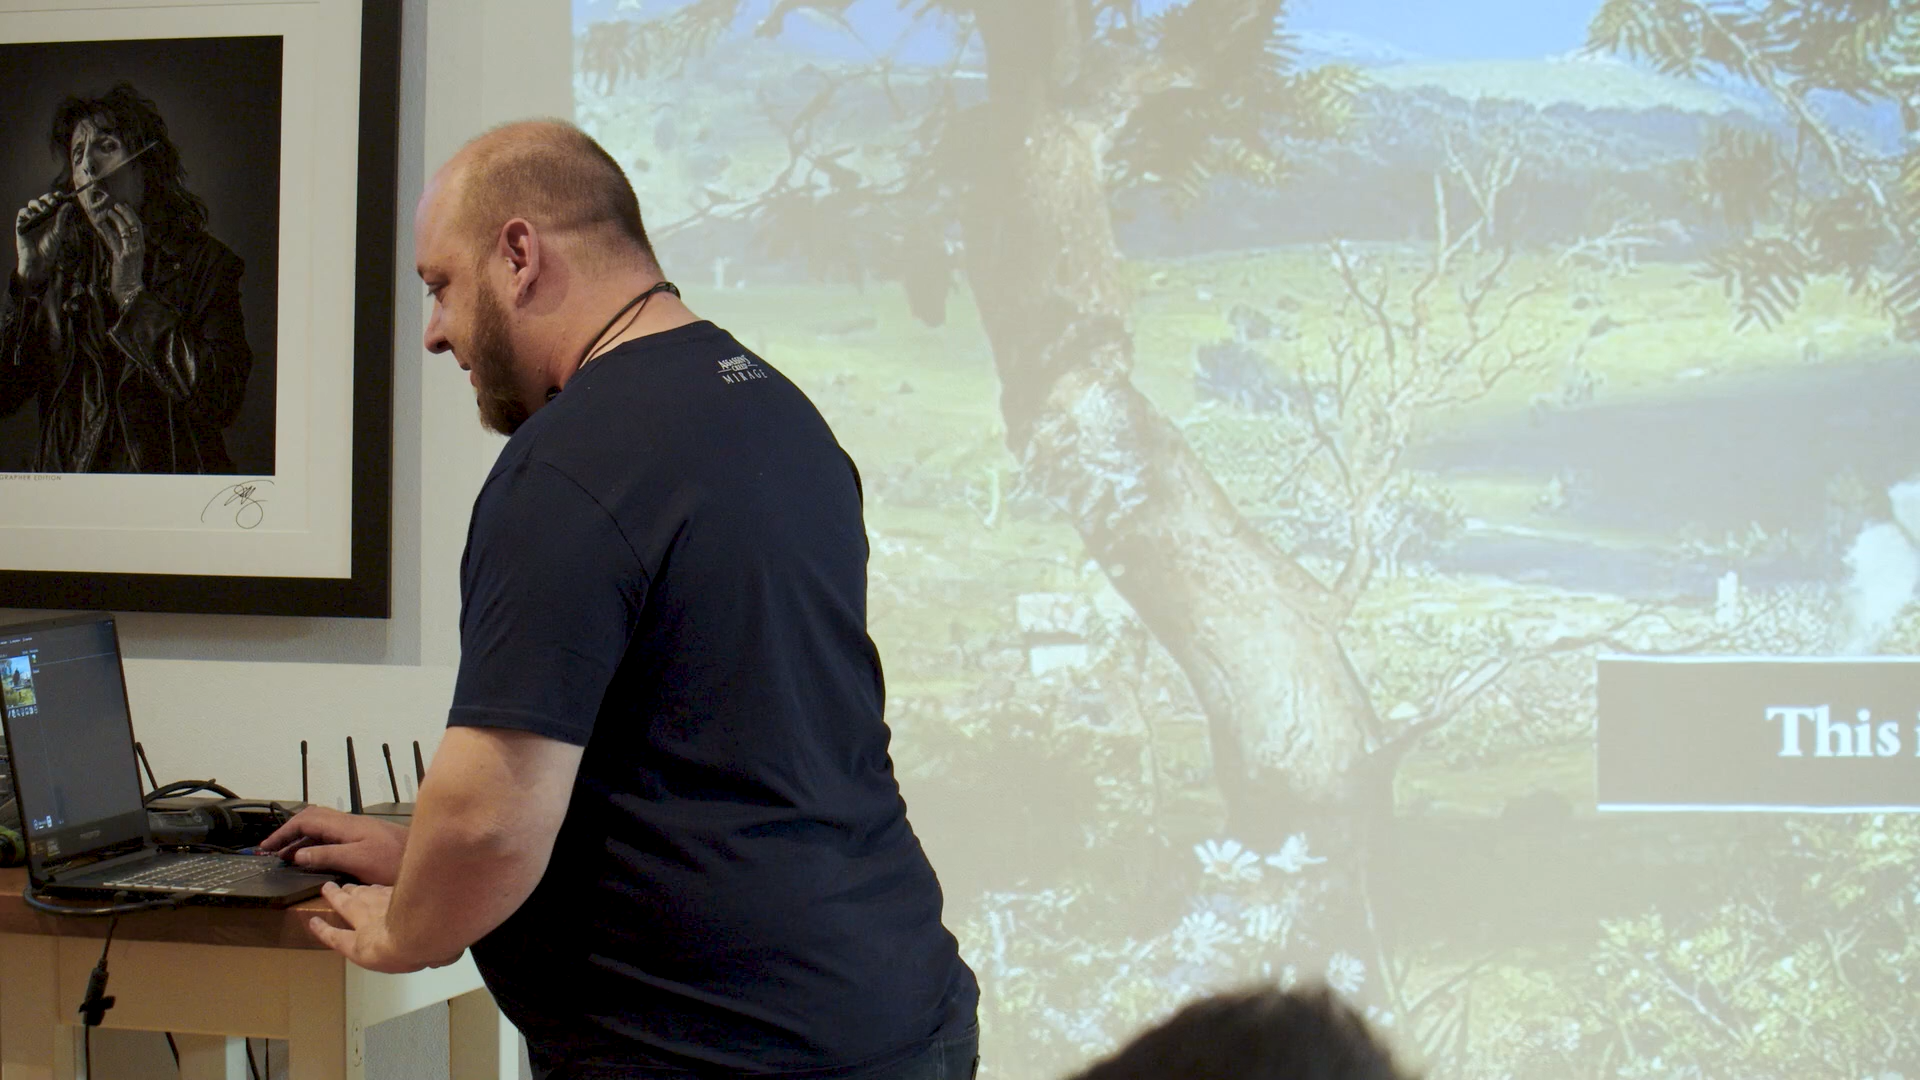 GRAPHER EDITION
ASSASSIN'S
CREED
MIRAGE
This i